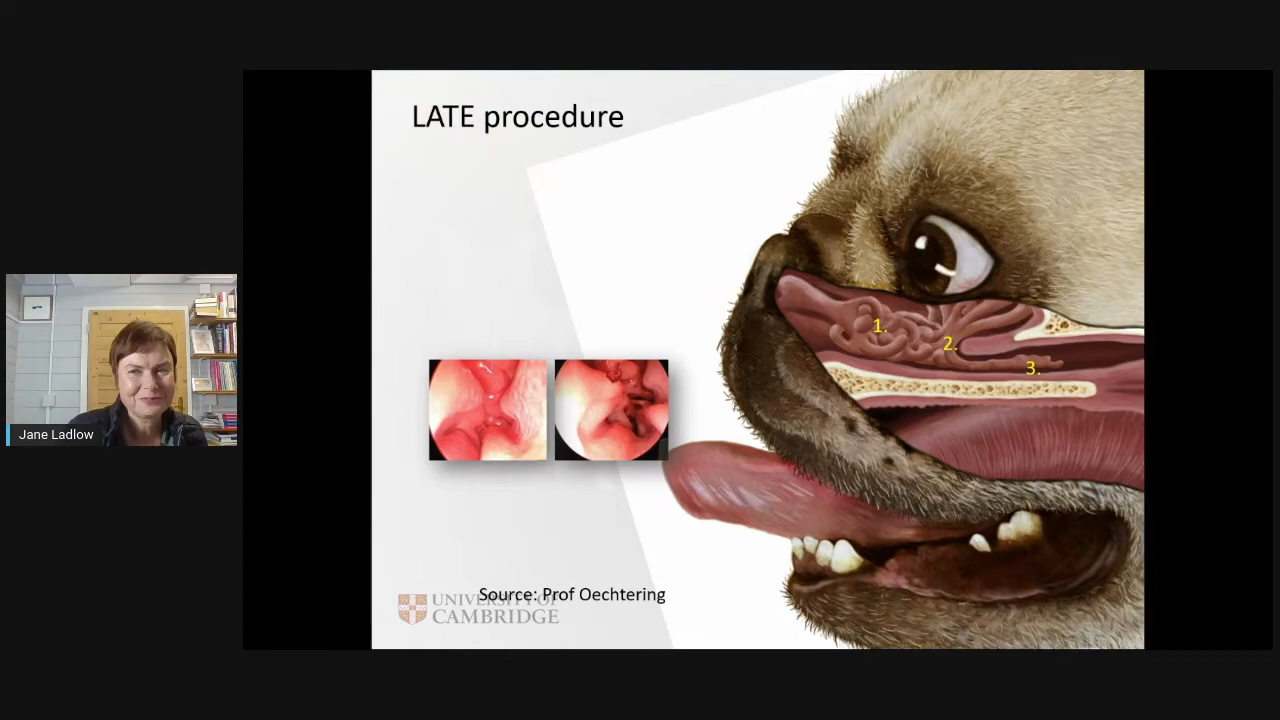 LATE procedure
1.
2.
3.
Jane Ladlow
Source: Prof Oechtering
UNIVERSITY OF
CAMBRIDGE